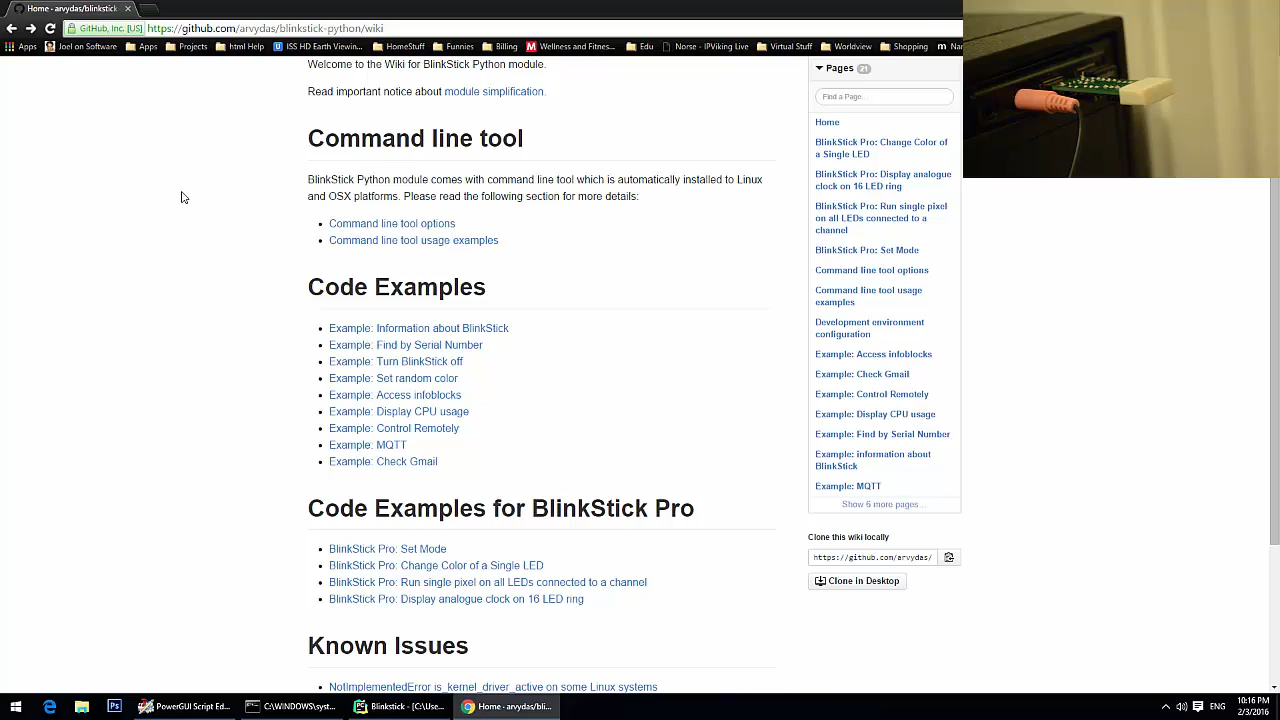 Home - arvydas/blinkstick
GitHub, Inc. [US] https://github.com/arvydas/blinkstick-python/wiki
Apps Joel on Software Apps Projects html Help ISS HD Earth Viewin... HomeStuff Funnies Billing Wellness and Fitnes... Edu Norse - IPViking Live Virtual Stuff Worldview Shopping
Welcome to the Wiki for BlinkStick Python module.
Read important notice about module simplification.
Command line tool
BlinkStick Python module comes with command line tool which is automatically installed to Linux
and OSX platforms. Please read the following section for more details:
Command line tool options
Command line tool usage examples
Code Examples
Example: Information about BlinkStick
Example: Find by Serial Number
Example: Turn BlinkStick off
Example: Set random color
Example: Access infoblocks
Example: Display CPU usage
Example: Control Remotely
Example: MQTT
Example: Check Gmail
Code Examples for BlinkStick Pro
BlinkStick Pro: Set Mode
BlinkStick Pro: Change Color of a Single LED
BlinkStick Pro: Run single pixel on all LEDs connected to a channel
BlinkStick Pro: Display analogue clock on 16 LED ring
Known Issues
NotImplementedError is_kernel_driver_active on some Linux systems
Pages 21
Find a Page...
Home
BlinkStick Pro: Change Color of
a Single LED
BlinkStick Pro: Display analogue
clock on 16 LED ring
BlinkStick Pro: Run single pixel
on all LEDs connected to a
channel
BlinkStick Pro: Set Mode
Command line tool options
Command line tool usage
examples
Development environment
configuration
Example: Access infoblocks
Example: Check Gmail
Example: Control Remotely
Example: Display CPU usage
Example: Find by Serial Number
Example: information about
BlinkStick
Example: MQTT
Show 6 more pages...
Clone this wiki locally
https://github.com/arvydas/
Clone in Desktop
PowerGUI Script Ed... C:\WINDOWS\syst... Blinkstick - [C:\Use... Home - arvydas/bli... ENG
10:16 PM
2/3/2016